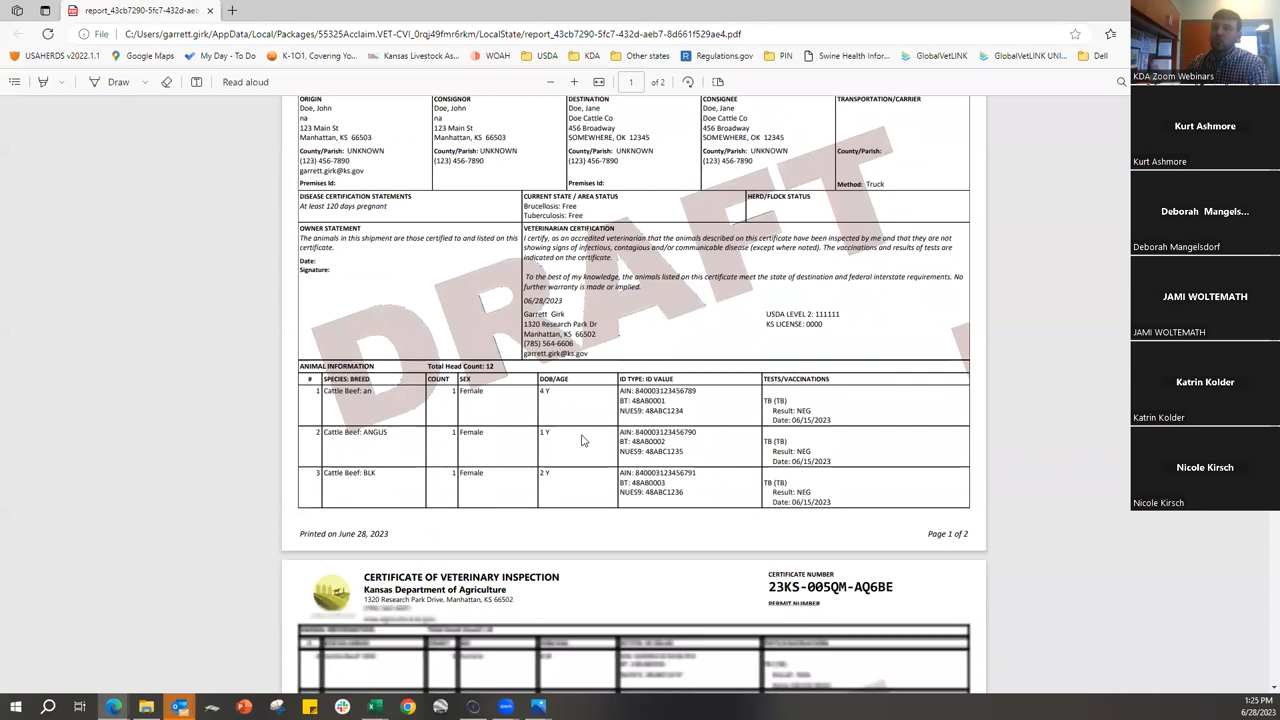 report_43cb7290-5fc7-432d-aeb
File
C:/Users/garrett.girk/AppData/Local/Packages/55325Acclaim.VET-CVI_0rqj49fmr6krm/LocalState/report_43cb7290-5fc7-432d-aeb7-8d661f529ae4.pdf
USAHERDS v2022.1.1
Google Maps
My Day - To Do
K-1O1, Covering Yo...
Kansas Livestock As...
WOAH
OUSDA
KDA
Other states
Regulations.gov
PIN
Swine Health Infor...
GlobalVetLINK
GlobalVetLINK UNI...
Dell
Draw
Read aloud
1
of 2
ORIGIN
Doe, John
na
123 Main St
Manhattan, KS 66503
County/Parish: UNKNOWN
(123) 456-7890
garrett.girk@ks.gov
Premises Id:
CONSIGNOR
Doe, John
na
123 Main St
Manhattan, KS 66503
County/Parish: UNKNOWN
(123) 456-7890
DESTINATION
Doe, Jane
Doe Cattle Co
456 Broadway
SOMEWHERE, OK 12345
County/Parish: UNKNOWN
(123) 456-7890
Premises Id:
CONSIGNEE
Doe, Jane
Doe Cattle Co
456 Broadway
SOMEWHERE, OK 12345
County/Parish: UNKNOWN
(123) 456-7890
TRANSPORTATION/CARRIER
County/Parish:
Method: Truck
DISEASE CERTIFICATION STATEMENTS
At least 120 days pregnant
CURRENT STATE / AREA STATUS
Brucellosis: Free
Tuberculosis: Free
HERD/FLOCK STATUS
OWNER STATEMENT
The animals in this shipment are those certified to and listed on this
certificate.
Date:
Signature:
VETERINARIAN CERTIFICATION
I certify, as an accredited veterinarian that the animals described on this certificate have been inspected by me and that they are not
showing signs of infectious, contagious and/or communicable disease (except where noted). The vaccinations and results of tests are
indicated on the certificate.
To the best of my knowledge, the animals listed on this certificate meet the state of destination and federal interstate requirements. No
further warranty is made or implied.
06/28/2023
Garrett Girk
1320 Research Park Dr
Manhattan, KS 66502
(785) 564-6606
garrett.girk@ks.gov
USDA LEVEL 2: 111111
KS LICENSE: 0000
DRAFT
ANIMAL INFORMATION Total Head Count: 12
# SPECIES: BREED COUNT SEX DOB/AGE ID TYPE: ID VALUE TESTS/VACCINATIONS
1 Cattle Beef: an 1 Female 4 Y AIN: 840003123456789
BT: 48AB0001 TB (TB)
NUES9: 48ABC1234 Result: NEG
Date: 06/15/2023
2 Cattle Beef: ANGUS 1 Female 1 Y AIN: 840003123456790
BT: 48AB0002 TB (TB)
NUES9: 48ABC1235 Result: NEG
Date: 06/15/2023
3 Cattle Beef: BLK 1 Female 2 Y AIN: 840003123456791
BT: 48AB0003 TB (TB)
NUES9: 48ABC1236 Result: NEG
Date: 06/15/2023
Printed on June 28, 2023
Page 1 of 2
CERTIFICATE OF VETERINARY INSPECTION
Kansas Department of Agriculture
1320 Research Park Drive, Manhattan, KS 66502
CERTIFICATE NUMBER
23KS-005QM-AQ6BE
PERMIT NUMBER
KDA Zoom Webinars
Kurt Ashmore
Kurt Ashmore
Deborah Mangels...
Deborah Mangelsdorf
JAMI WOLTEMATH
JAMI WOLTEMATH
Katrin Kolder
Katrin Kolder
Nicole Kirsch
Nicole Kirsch
1:25 PM
6/28/2023